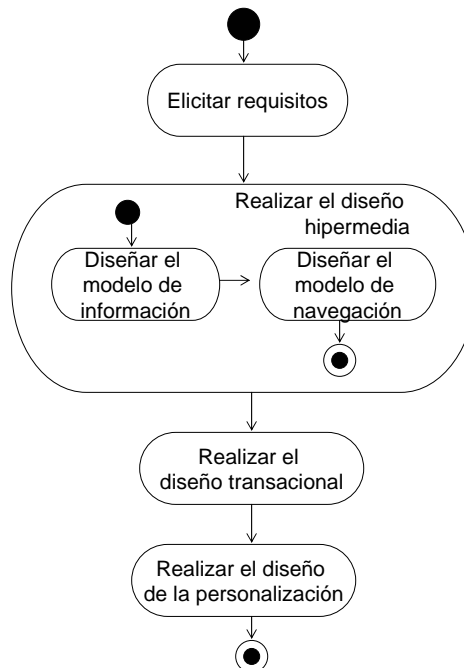 Elicitar requisitos
Realizar el diseño
hipermedia
Diseñar el
modelo de
información
Diseñar el
modelo de
navegación
Realizar el
diseño transacional
Realizar el diseño
de la personalización